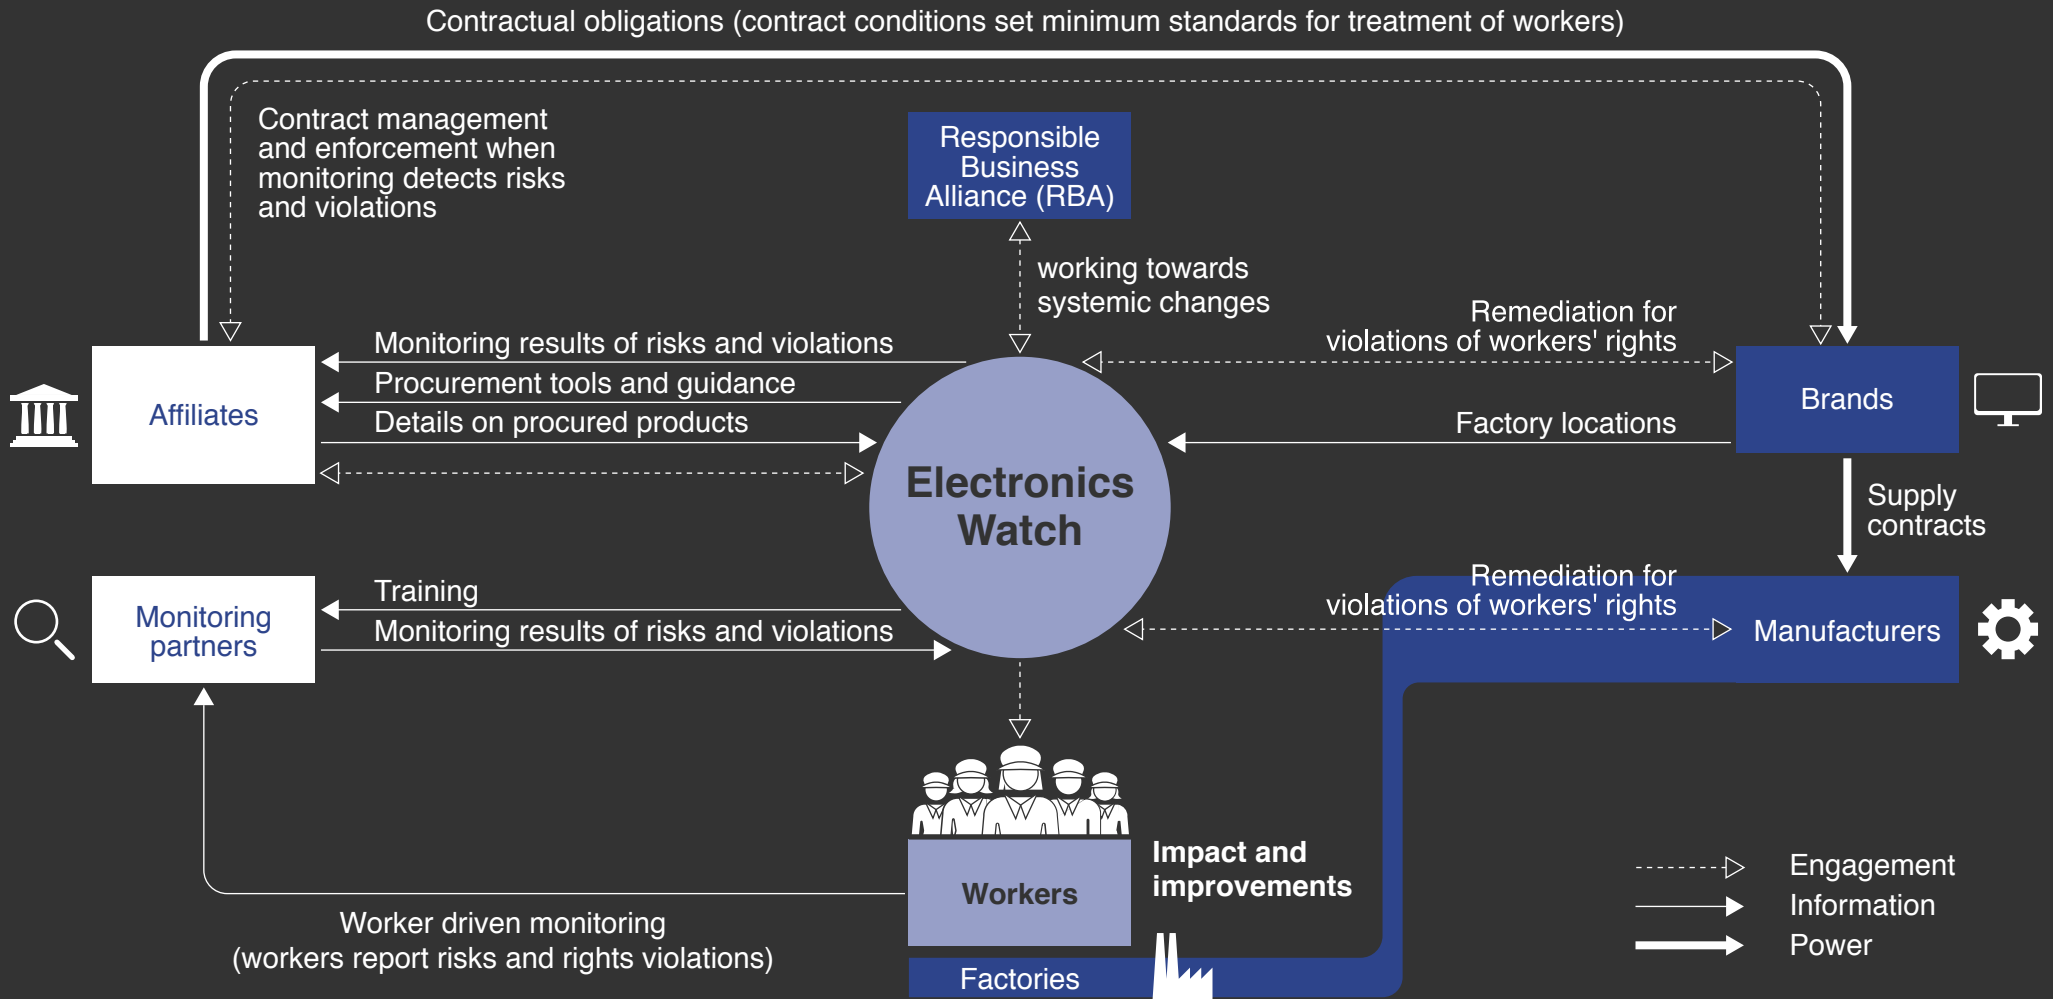 Contractual obligations (contract conditions set minimum standards for treatment of workers)
Contract management
and enforcement when
monitoring detects risks
and violations
Responsible
Business
Alliance (RBA)
working towards
systemic changes
Remediation for
violations of workers' rights
Monitoring results of risks and violations
Procurement tools and guidance
Details on procured products
Affiliates
Brands
Factory locations
Electronics
Watch
Supply
contracts
Training
Monitoring results of risks and violations
Monitoring
partners
Remediation for
violations of workers' rights
Manufacturers
Impact and
improvements
Workers
Worker driven monitoring
(workers report risks and rights violations)
Factories
Engagement
Information
Power